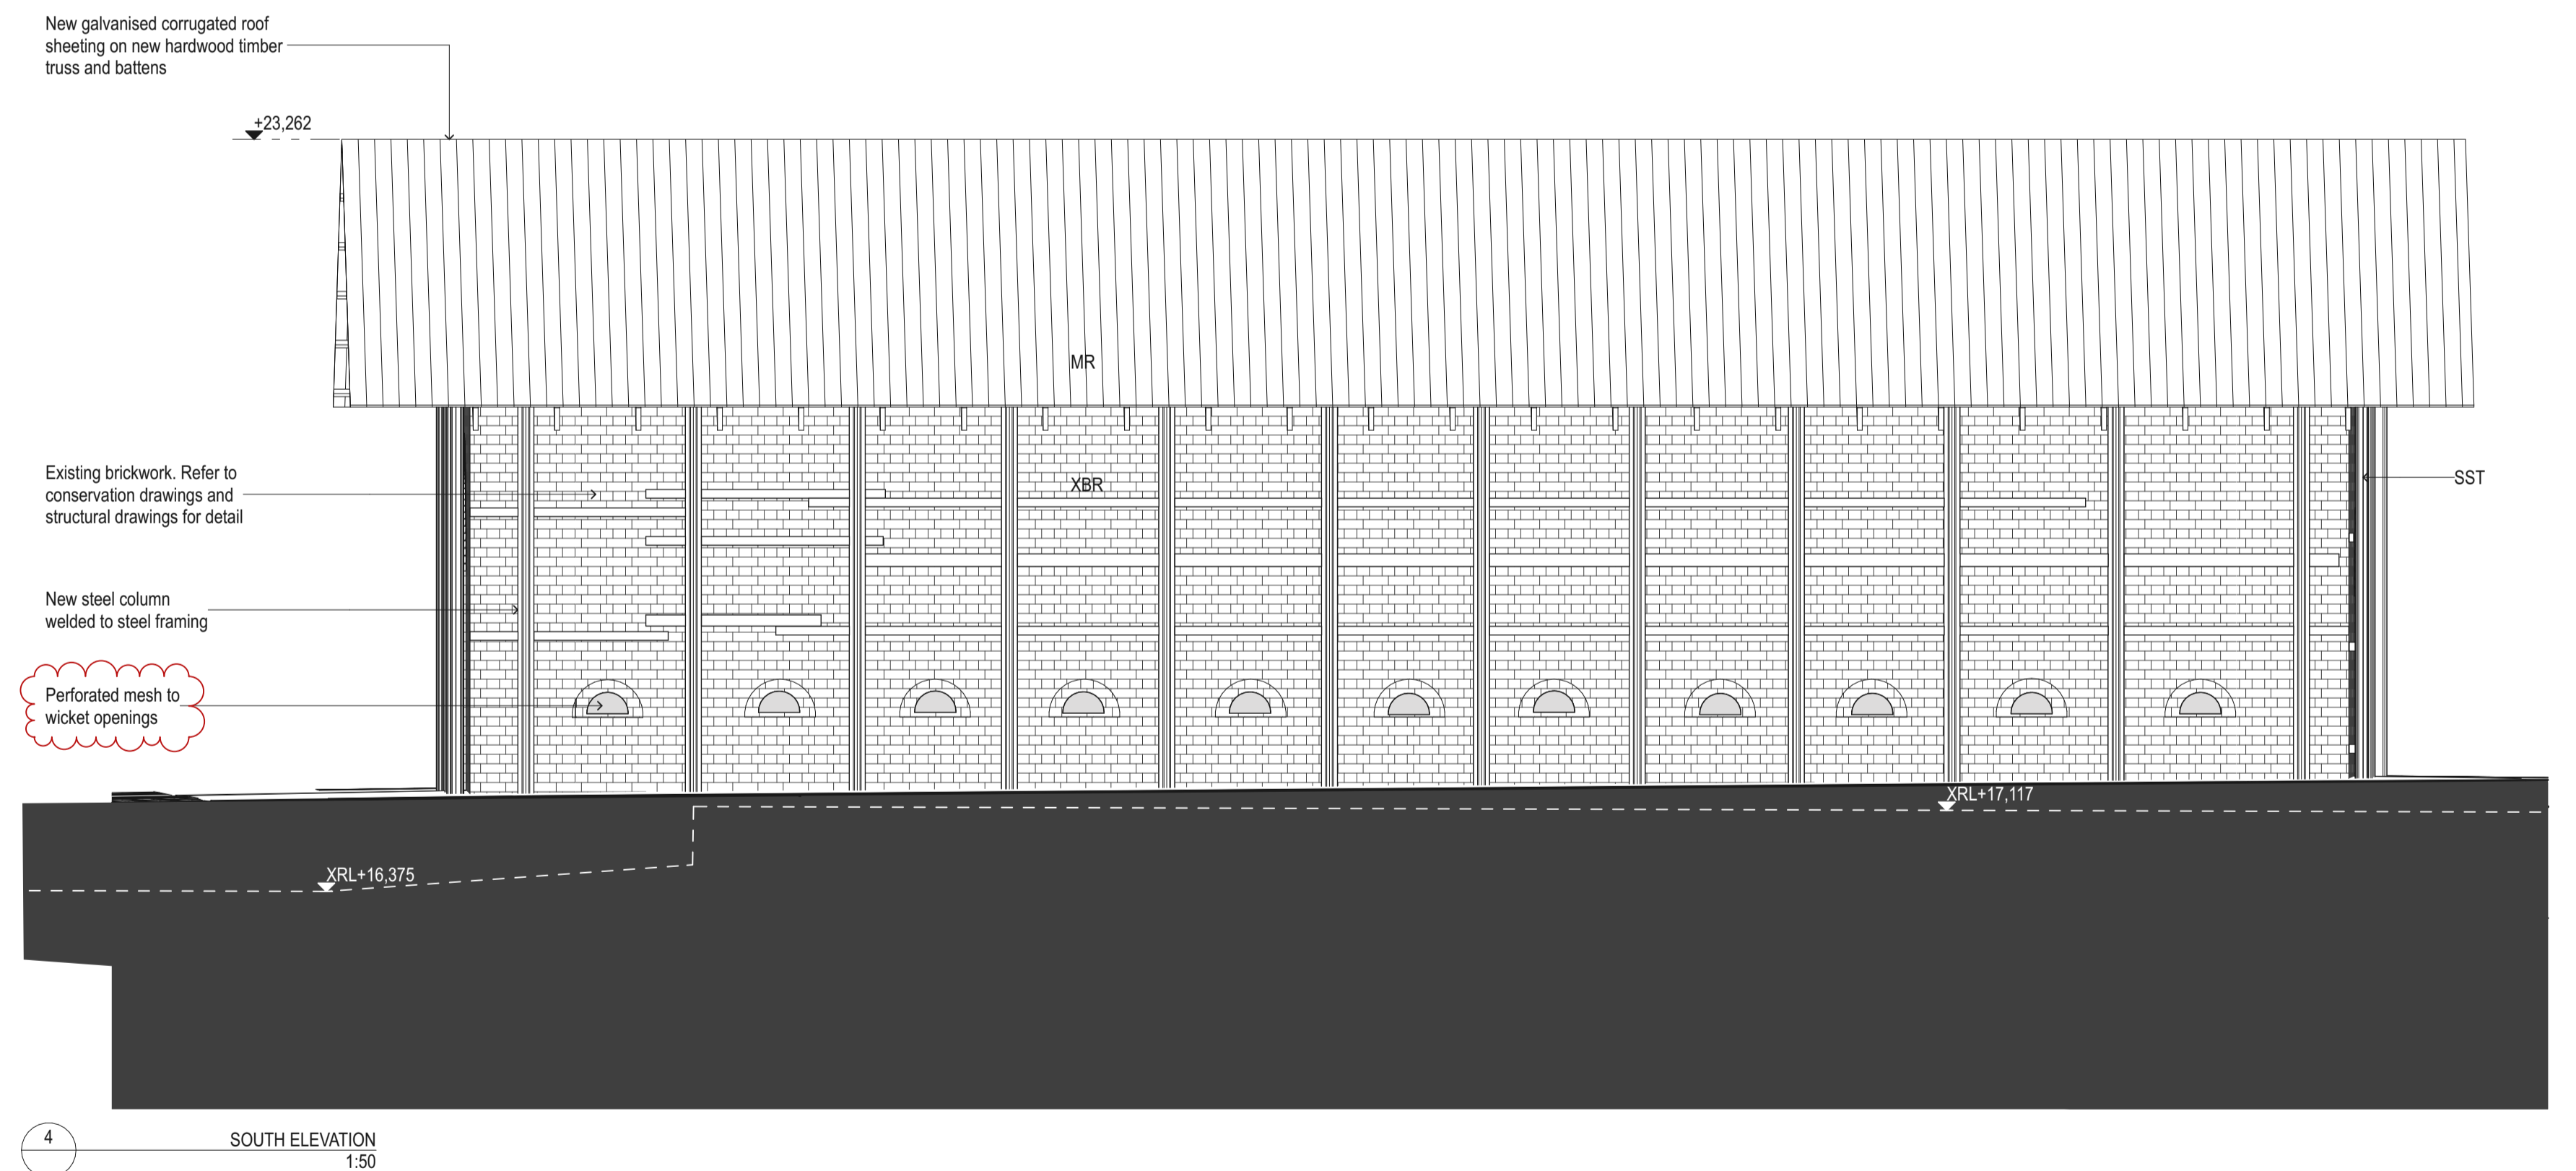 New galvanised corrugated roof
sheeting on new hardwood timber
truss and battens
+23,262
MR
Existing brickwork. Refer to
conservation drawings and
structural drawings for detail
XBR
SST
New steel column
welded to steel framing
Perforated mesh to
wicket openings
XRL+17,117
XRL+16,375
4
SOUTH ELEVATION
1:50